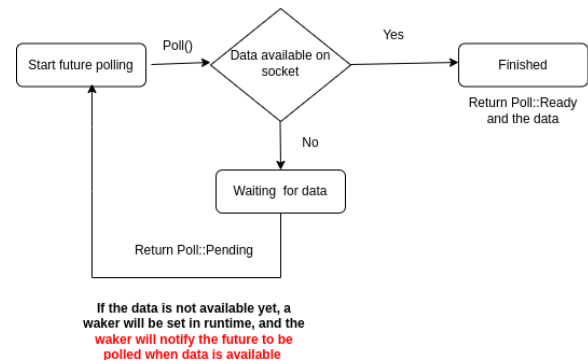 Start future polling
Poll()
Data available on
socket
Yes
Finished
Return Poll::Ready
and the data
No
Waiting for data
Return Poll::Pending
If the data is not available yet, a
waker will be set in runtime, and the
waker will notify the future to be
polled when data is available